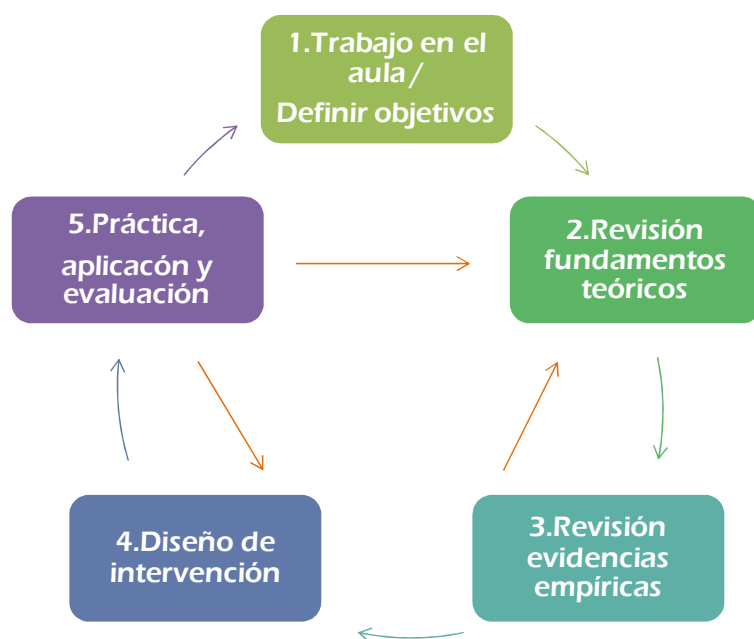 1.Trabajo en el
aula /
Definir objetivos
2.Revisión
fundamentos
teóricos
3.Revisión
evidencias
empíricas
4.Diseño de
intervención
5.Práctica,
aplicacón y
evaluación